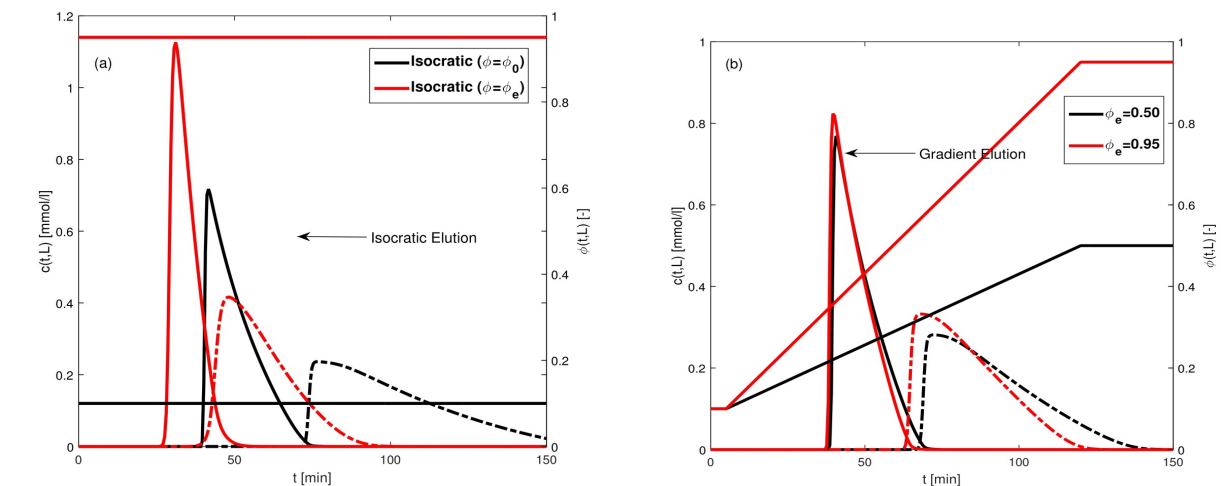 (a)
Isocratic (ϕ=ϕ₀)
Isocratic (ϕ=ϕₑ)
Isocratic Elution
c(t,L) [mmol/l]
0
0.2
0.4
0.6
0.8
1
1.2
ϕ(t,L) [-]
0
0.2
0.4
0.6
0.8
1
0
50
100
150
t [min]
(b)
ϕₑ=0.50
ϕₑ=0.95
Gradient Elution
c(t,L) [mmol/l]
0
0.2
0.4
0.6
0.8
1
ϕ(t,L) [-]
0
0.2
0.4
0.6
0.8
1
0
50
100
150
t [min]